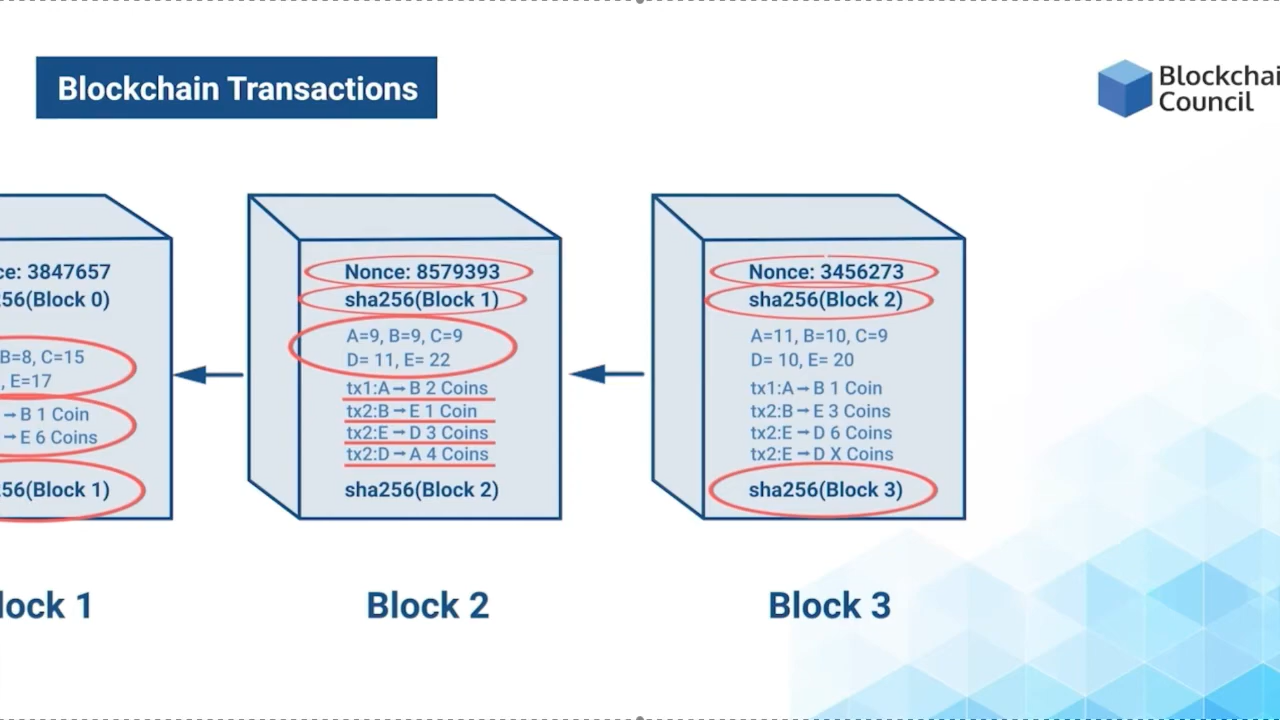 Blockchain Transactions
Blockchai
Council
ce: 3847657
56(Block 0)
B=8, C=15
, E=17
→ B 1 Coin
→ E 6 Coins
56(Block 1)
lock 1
Nonce: 8579393
sha256(Block 1)
A=9, B=9, C=9
D= 11, E= 22
tx1:A → B 2 Coins
tx2:B → E 1 Coin
tx2:E → D 3 Coins
tx2:D → A 4 Coins
sha256(Block 2)
Block 2
Nonce: 3456273
sha256(Block 2)
A=11, B=10, C=9
D= 10, E= 20
tx1:A → B 1 Coin
tx2:B → E 3 Coins
tx2:E → D 6 Coins
tx2:E → D X Coins
sha256(Block 3)
Block 3